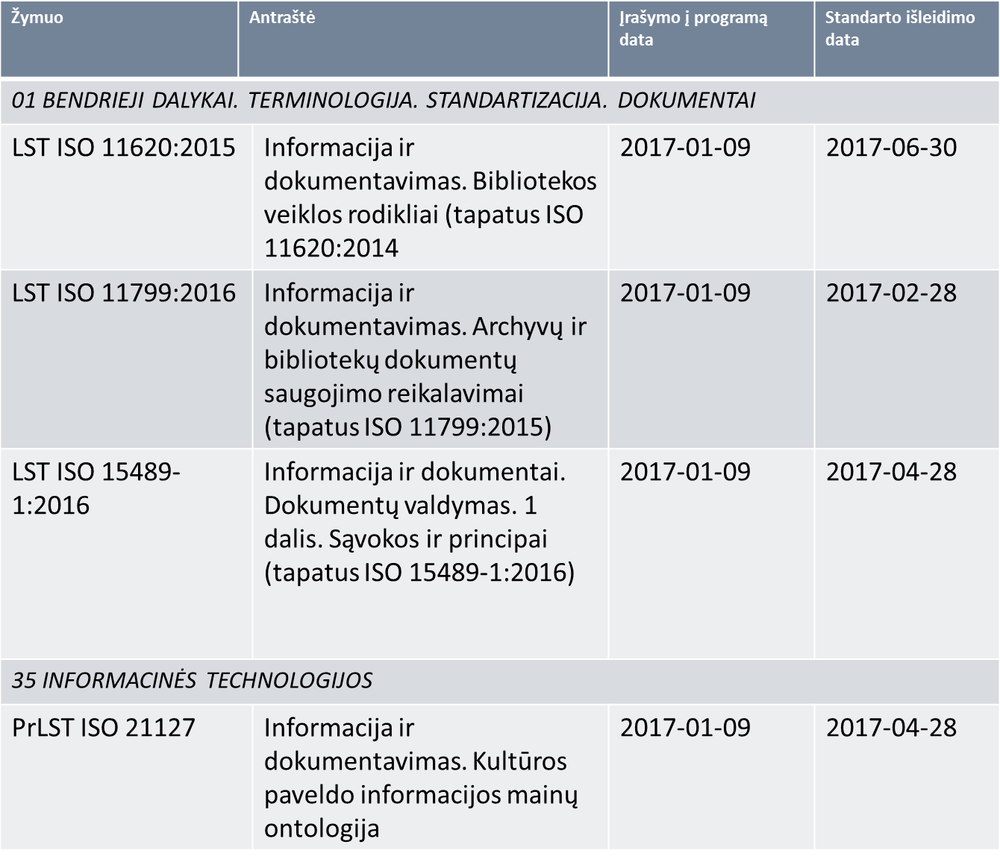 Žymuo
Antraštė
Įrašymo į programą
data
Standarto išleidimo
data
01 BENDRIEJI DALYKAI. TERMINOLOGIJA. STANDARTIZACIJA. DOKUMENTAI
LST ISO 11620:2015
Informacija ir
dokumentavimas. Bibliotekos
veiklos rodikliai (tapatus ISO
11620:2014
2017-01-09
2017-06-30
LST ISO 11799:2016
Informacija ir
dokumentavimas. Archyvų ir
bibliotekų dokumentų
saugojimo reikalavimai
(tapatus ISO 11799:2015)
2017-01-09
2017-02-28
LST ISO 15489-
1:2016
Informacija ir dokumentai.
Dokumentų valdymas. 1
dalis. Sąvokos ir principai
(tapatus ISO 15489-1:2016)
2017-01-09
2017-04-28
35 INFORMACINĖS TECHNOLOGIJOS
PrLST ISO 21127
Informacija ir
dokumentavimas. Kultūros
paveldo informacijos mainų
ontologija
2017-01-09
2017-04-28